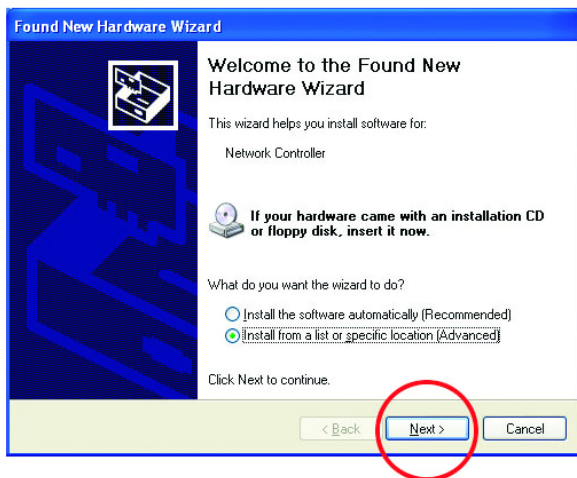 Found New Hardware Wizard
Welcome to the Found New
Hardware Wizard
This wizard helps you install software for:
Network Controller
If your hardware came with an installation CD
or floppy disk, insert it now.
What do you want the wizard to do?
Install the software automatically (Recommended)
Install from a list or specific location (Advanced)
Click Next to continue.
< Back
Next >
Cancel